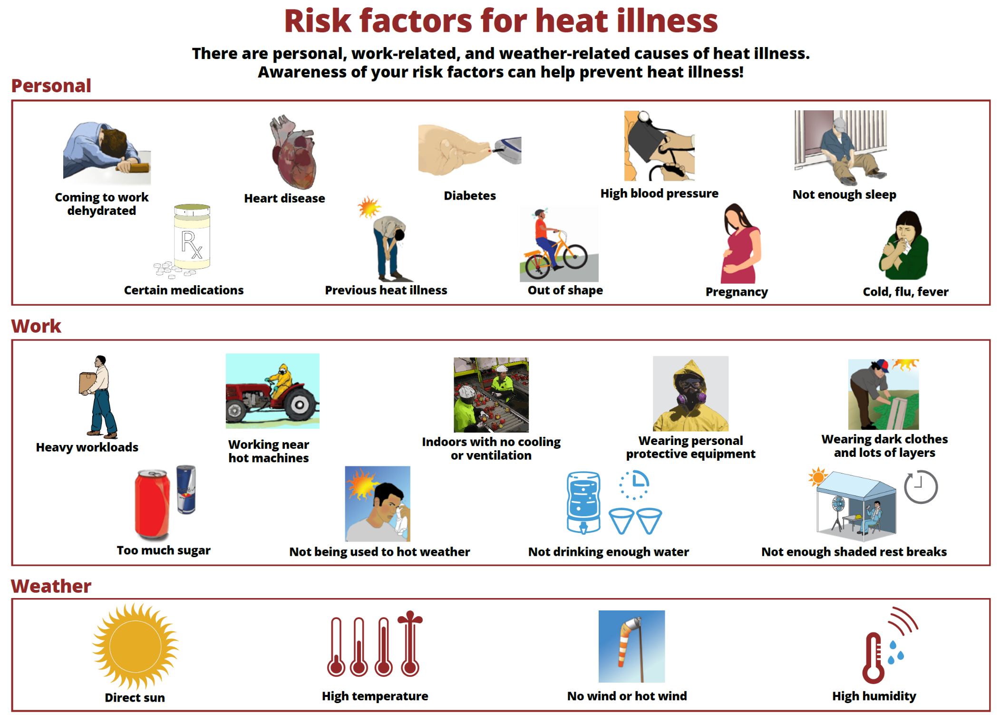 Risk factors for heat illness
There are personal, work-related, and weather-related causes of heat illness.
Awareness of your risk factors can help prevent heat illness!
Personal
Coming to work
dehydrated
Heart disease
Diabetes
High blood pressure
Not enough sleep
Rx
Certain medications
Previous heat illness
Out of shape
Pregnancy
Cold, flu, fever
Work
Heavy workloads
Working near
hot machines
Indoors with no cooling
or ventilation
Wearing personal
protective equipment
Wearing dark clothes
and lots of layers
Too much sugar
Not being used to hot weather
Not drinking enough water
Not enough shaded rest breaks
Weather
Direct sun
High temperature
No wind or hot wind
High humidity